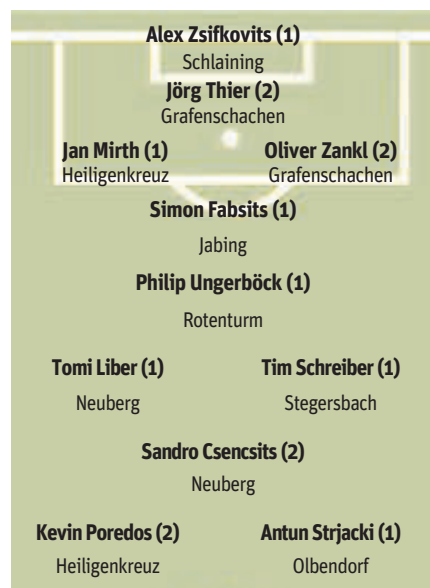 Alex Zsifkovits (1)
Schlaining
Jörg Thier (2)
Grafenschachen
Jan Mirth (1)
Heiligenkreuz
Oliver Zankl (2)
Grafenschachen
Simon Fabsits (1)
Jabing
Philip Ungerböck (1)
Rotenturm
Tomi Liber (1)
Neuberg
Tim Schreiber (1)
Stegersbach
Sandro Csencsits (2)
Neuberg
Kevin Poredos (2)
Heiligenkreuz
Antun Strjacki (1)
Olbendorf